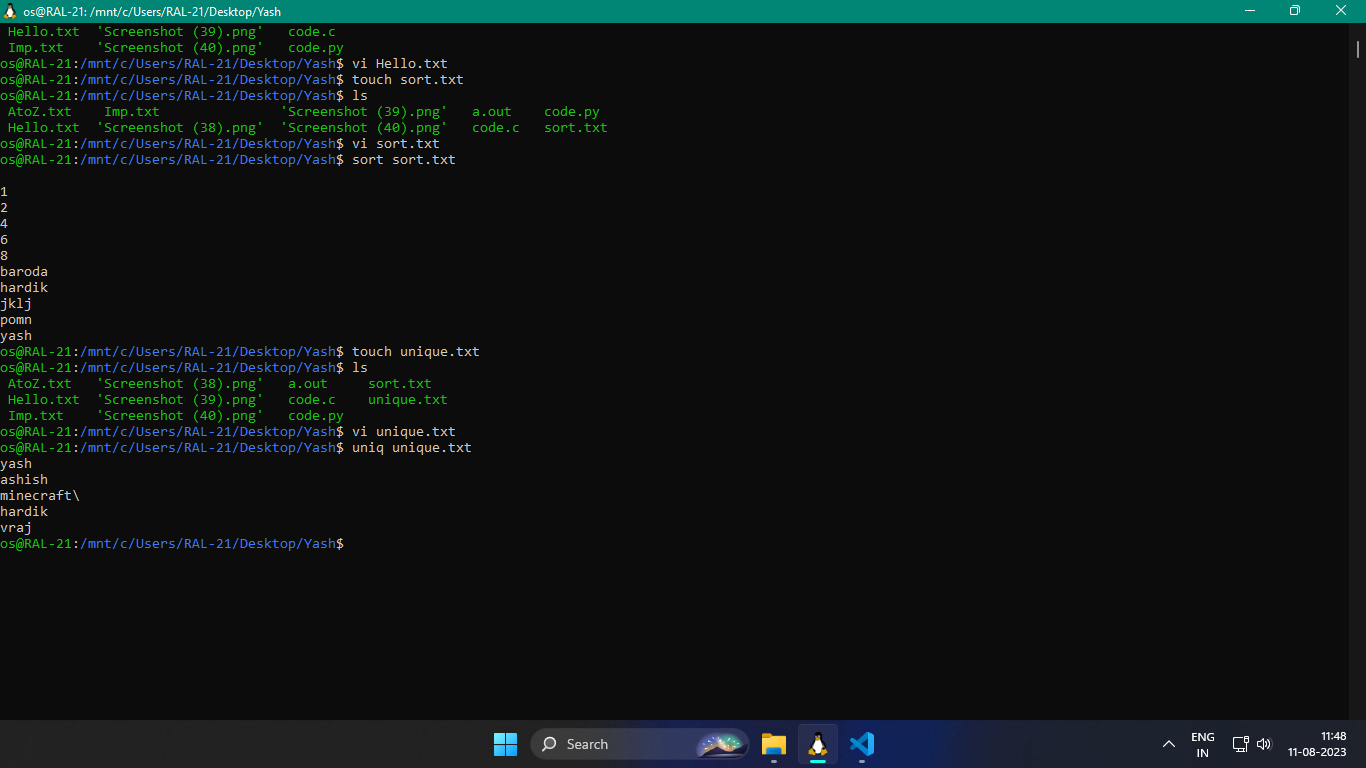 os@RAL-21: /mnt/c/Users/RAL-21/Desktop/Yash
Hello.txt 'Screenshot (39).png' code.c
Imp.txt 'Screenshot (40).png' code.py
os@RAL-21:/mnt/c/Users/RAL-21/Desktop/Yash$ vi Hello.txt
os@RAL-21:/mnt/c/Users/RAL-21/Desktop/Yash$ touch sort.txt
os@RAL-21:/mnt/c/Users/RAL-21/Desktop/Yash$ ls
AtoZ.txt Imp.txt 'Screenshot (39).png' a.out code.py
Hello.txt 'Screenshot (38).png' 'Screenshot (40).png' code.c sort.txt
os@RAL-21:/mnt/c/Users/RAL-21/Desktop/Yash$ vi sort.txt
os@RAL-21:/mnt/c/Users/RAL-21/Desktop/Yash$ sort sort.txt
1
2
4
6
8
baroda
hardik
jklj
pomn
yash
os@RAL-21:/mnt/c/Users/RAL-21/Desktop/Yash$ touch unique.txt
os@RAL-21:/mnt/c/Users/RAL-21/Desktop/Yash$ ls
AtoZ.txt 'Screenshot (38).png' a.out sort.txt
Hello.txt 'Screenshot (39).png' code.c unique.txt
Imp.txt 'Screenshot (40).png' code.py
os@RAL-21:/mnt/c/Users/RAL-21/Desktop/Yash$ vi unique.txt
os@RAL-21:/mnt/c/Users/RAL-21/Desktop/Yash$ uniq unique.txt
yash
ashish
minecraft\
hardik
vraj
os@RAL-21:/mnt/c/Users/RAL-21/Desktop/Yash$
Search
ENG
IN
11:48
11-08-2023